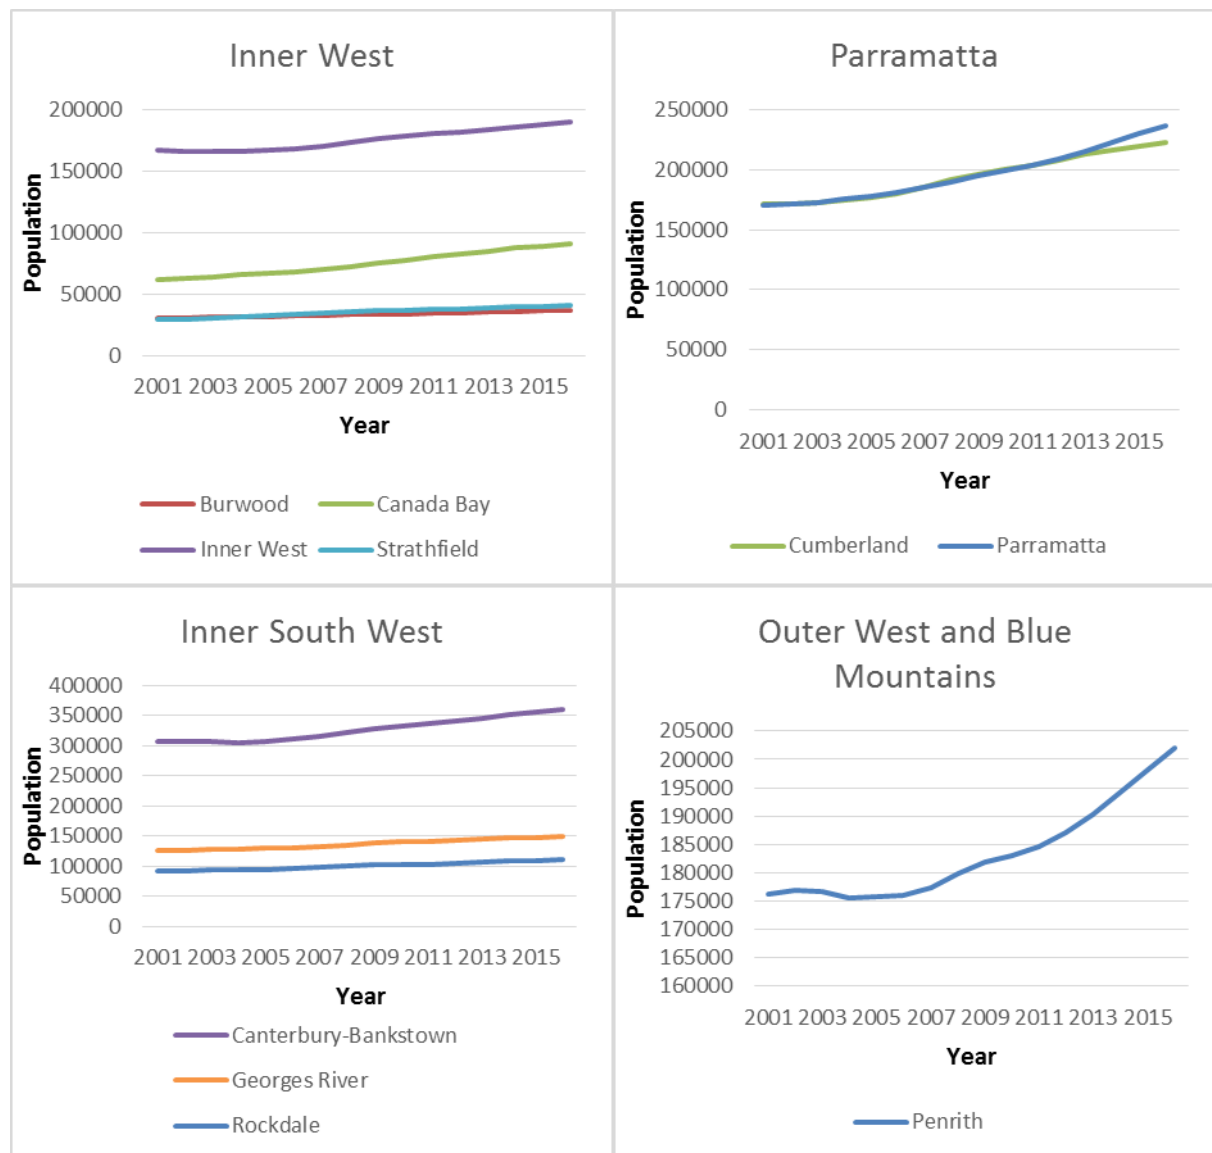 Inner West
200000
150000
100000
50000
0
Population
2001 2003 2005 2007 2009 2011 2013 2015
Year
Burwood
Canada Bay
Inner West
Strathfield
Parramatta
250000
200000
150000
100000
50000
0
Population
2001 2003 2005 2007 2009 2011 2013 2015
Year
Cumberland
Parramatta
Inner South West
400000
350000
300000
250000
200000
150000
100000
50000
0
Population
2001 2003 2005 2007 2009 2011 2013 2015
Year
Canterbury-Bankstown
Georges River
Rockdale
Outer West and Blue
Mountains
205000
200000
195000
190000
185000
180000
175000
170000
165000
160000
Population
2001 2003 2005 2007 2009 2011 2013 2015
Year
Penrith